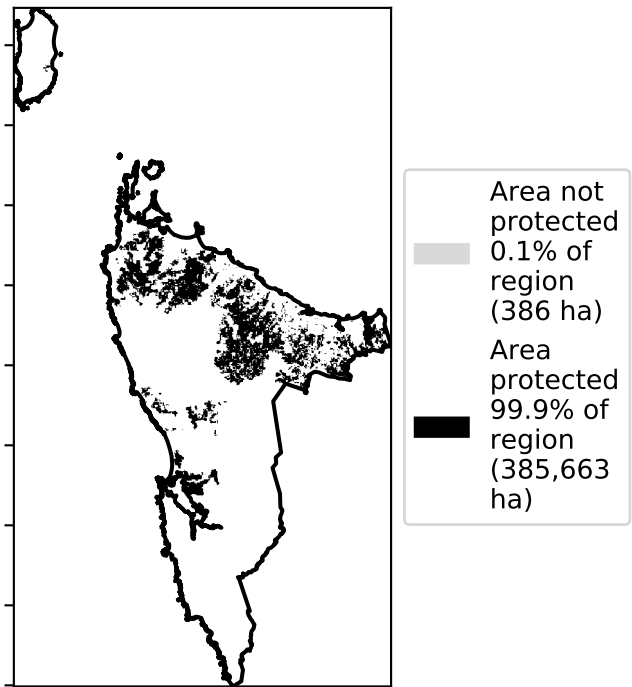 Area not
protected
0.1% of
region
(386 ha)
Area
protected
99.9% of
region
(385,663
ha)